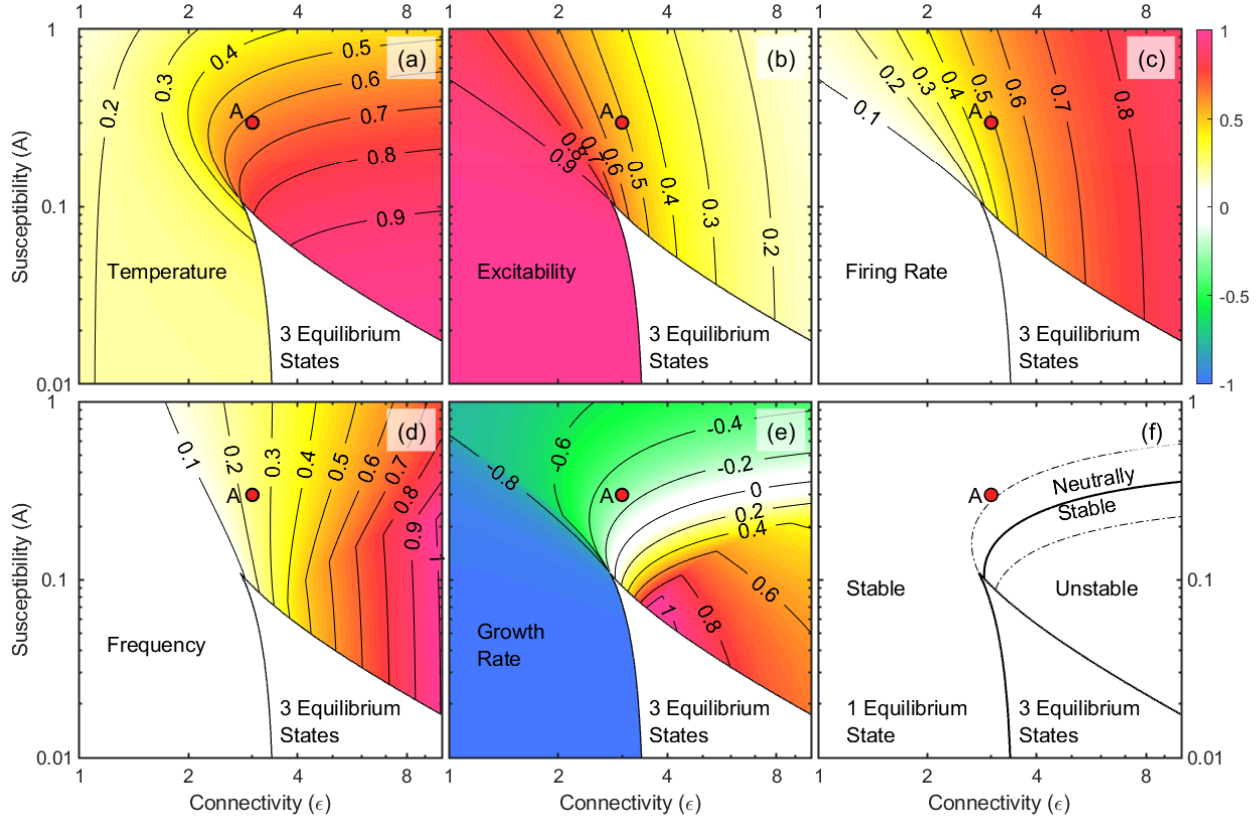 1 2 4 8 1 2 4 8 1 2 4 8
1 (a) (b) (c) 1
0.2 0.3 0.4 0.5 0.6 0.7 0.8 0.9
A
0.9 0.8 0.7 0.6 0.5 0.4 0.3 0.2
A
0.1 0.2 0.3 0.4 0.5 0.6 0.7 0.8
A
Susceptibility (A)
0.1
0.5
0
-0.5
-1
Temperature
Excitability
Firing Rate
3 Equilibrium
States
3 Equilibrium
States
3 Equilibrium
States
0.01
1 (d) (e) (f) 1
0.1 0.2 0.3 0.4 0.5 0.6 0.7 0.8 0.9 1
A
-0.8 -0.6 -0.4 -0.2 0 0.2 0.4 0.6 0.8 1
A
A
Neutrally
Stable
Susceptibility (A)
0.1 0.1
Stable
Unstable
Frequency
Growth
Rate
3 Equilibrium
States
3 Equilibrium
States
1 Equilibrium
State
3 Equilibrium
States
0.01 0.01
1 2 4 8 1 2 4 8 1 2 4 8
Connectivity (ϵ) Connectivity (ϵ) Connectivity (ϵ)